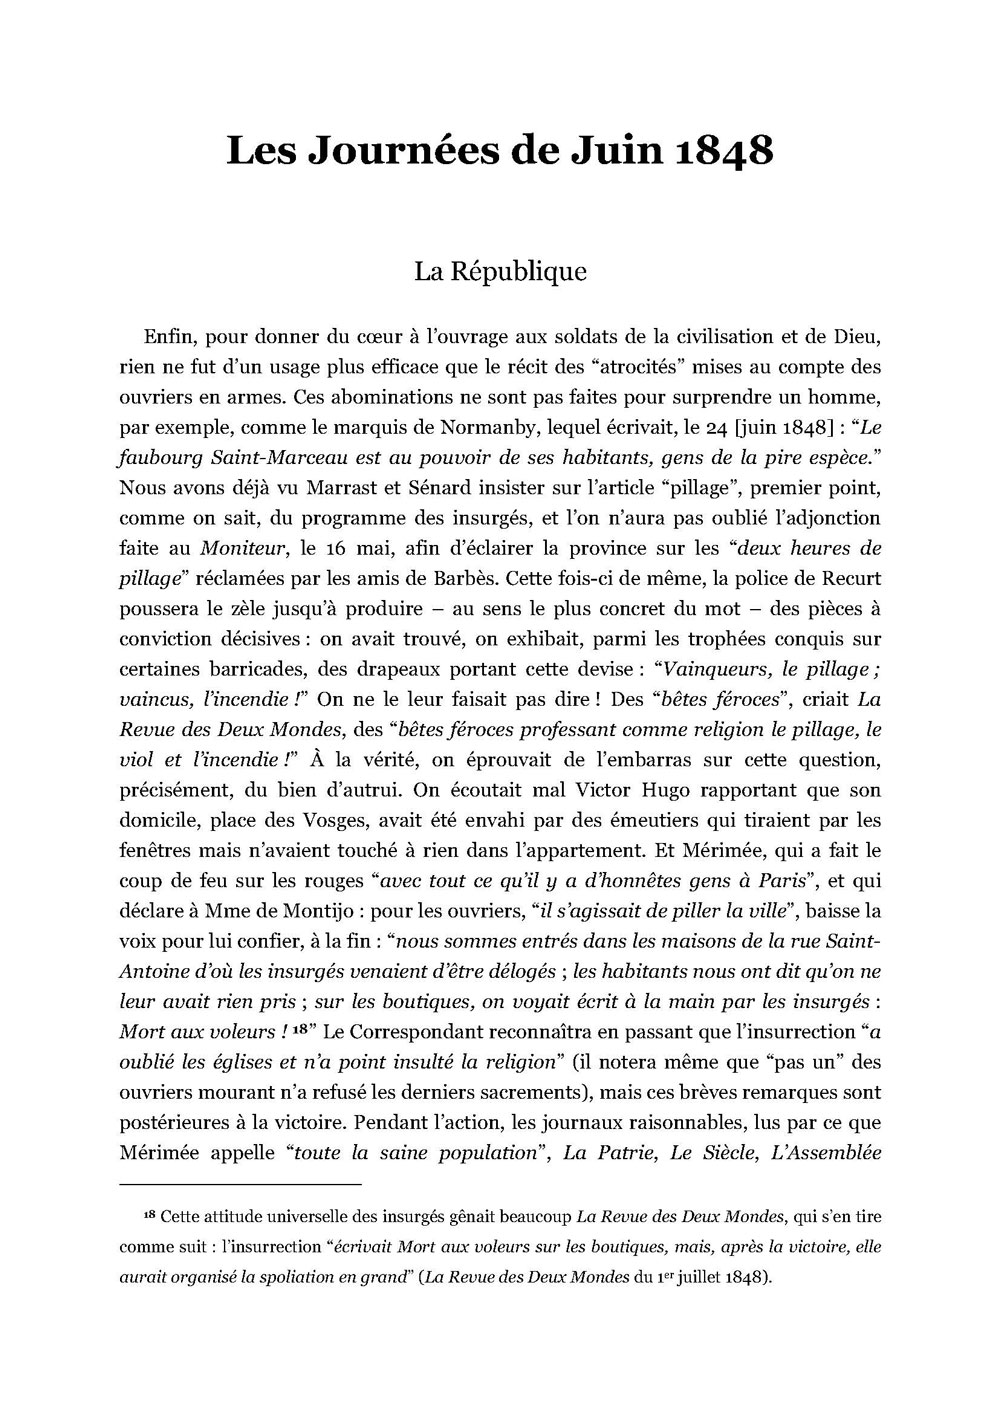 Les Journées de Juin 1848
La République
Enfin, pour donner du cœur à l’ouvrage aux soldats de la civilisation et de Dieu,
rien ne fut d’un usage plus efficace que le récit des “atrocités” mises au compte des
ouvriers en armes. Ces abominations ne sont pas faites pour surprendre un homme,
par exemple, comme le marquis de Normanby, lequel écrivait, le 24 [juin 1848] : “Le
faubourg Saint-Marceau est au pouvoir de ses habitants, gens de la pire espèce.”
Nous avons déjà vu Marrast et Sénard insister sur l’article “pillage”, premier point,
comme on sait, du programme des insurgés, et l’on n’aura pas oublié l’adjonction
faite au Moniteur, le 16 mai, afin d’éclairer la province sur les “deux heures de
pillage” réclamées par les amis de Barbès. Cette fois-ci de même, la police de Recurt
poussera le zèle jusqu’à produire – au sens le plus concret du mot – des pièces à
conviction décisives : on avait trouvé, on exhibait, parmi les trophées conquis sur
certaines barricades, des drapeaux portant cette devise : “Vainqueurs, le pillage ;
vaincus, l’incendie !” On ne le leur faisait pas dire ! Des “bêtes féroces”, criait La
Revue des Deux Mondes, des “bêtes féroces professant comme religion le pillage, le
viol et l’incendie !” À la vérité, on éprouvait de l’embarras sur cette question,
précisément, du bien d’autrui. On écoutait mal Victor Hugo rapportant que son
domicile, place des Vosges, avait été envahi par des émeutiers qui tiraient par les
fenêtres mais n’avaient touché à rien dans l’appartement. Et Mérimée, qui a fait le
coup de feu sur les rouges “avec tout ce qu’il y a d’honnêtes gens à Paris”, et qui
déclare à Mme de Montijo : pour les ouvriers, “il s’agissait de piller la ville”, baisse la
voix pour lui confier, à la fin : “nous sommes entrés dans les maisons de la rue Saint-
Antoine d’où les insurgés venaient d’être délogés ; les habitants nous ont dit qu’on ne
leur avait rien pris ; sur les boutiques, on voyait écrit à la main par les insurgés :
Mort aux voleurs ! 18” Le Correspondant reconnaîtra en passant que l’insurrection “a
oublié les églises et n’a point insulté la religion” (il notera même que “pas un” des
ouvriers mourant n’a refusé les derniers sacrements), mais ces brèves remarques sont
postérieures à la victoire. Pendant l’action, les journaux raisonnables, lus par ce que
Mérimée appelle “toute la saine population”, La Patrie, Le Siècle, L’Assemblée
18 Cette attitude universelle des insurgés gênait beaucoup La Revue des Deux Mondes, qui s’en tire
comme suit : l’insurrection “écrivait Mort aux voleurs sur les boutiques, mais, après la victoire, elle
aurait organisé la spoliation en grand” (La Revue des Deux Mondes du 1er juillet 1848).